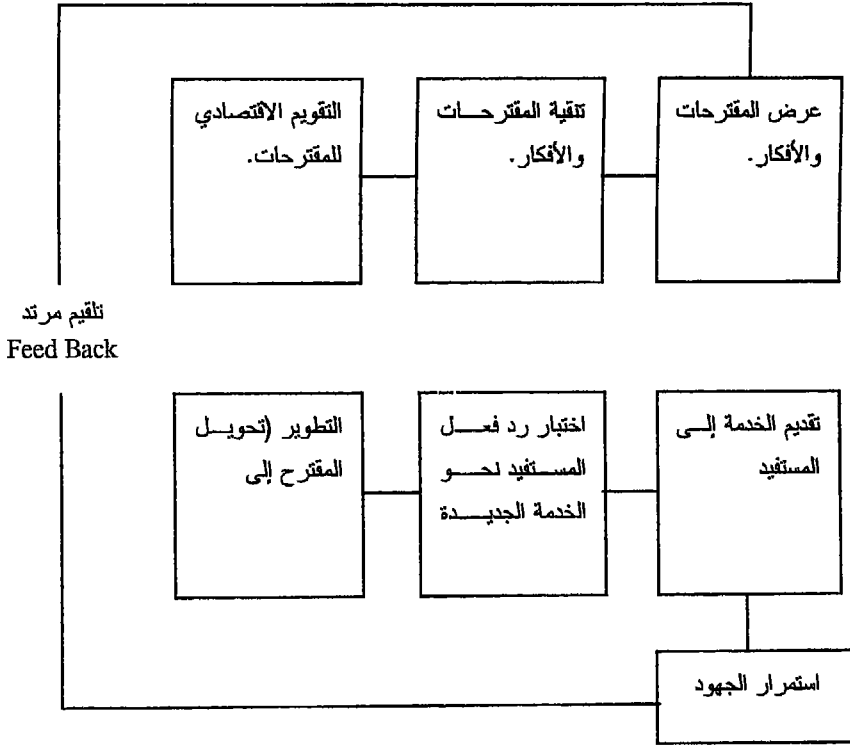 عرض المقترحات
والأفكار.
تنقية المقترحات
والأفكار.
التقويم الاقتصادي
للمقترحات.
تلقيم مرتد
Feed Back
تقديم الخدمة إلى
المستفيد
اختبار رد فعل
المستفيد نحو
الخدمة الجديدة
التطوير (تحويل
المقترح إلى
استمرار الجهود